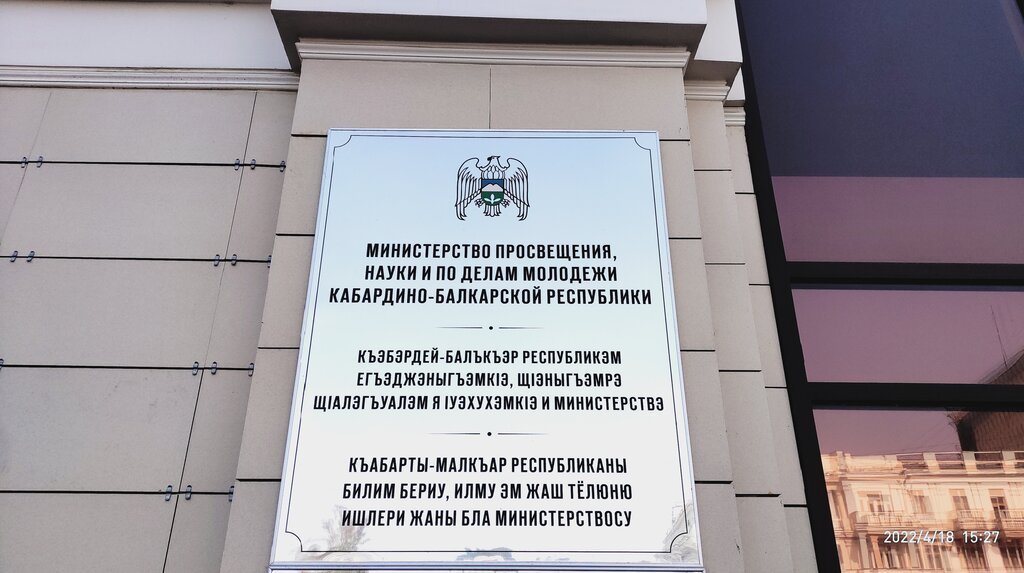 МИНИСТЕРСТВО ПРОСВЕЩЕНИЯ,
НАУКИ И ПО ДЕЛАМ МОЛОДЕЖИ
КАБАРДИНО-БАЛКАРСКОЙ РЕСПУБЛИКИ
КЪЭБЭРДЕЙ-БАЛЪКЪЭР РЕСПУБЛИКЭМ
ЕГЪЭДЖЭНЫГЪЭМКIЭ, ЩIЭНЫГЪЭМРЭ
ЩIАЛЭГЪУАЛЭМ Я IУЭХУХЭМКIЭ И МИНИСТЕРСТВЭ
КЪАБАРТЫ-МАЛКЪАР РЕСПУБЛИКАНЫ
БИЛИМ БЕРИУ, ИЛМУ ЭМ ЖАШ ТЁЛЮНЮ
ИШЛЕРИ ЖАНЫ БЛА МИНИСТЕРСТВОСУ
2022/4/18 15:27